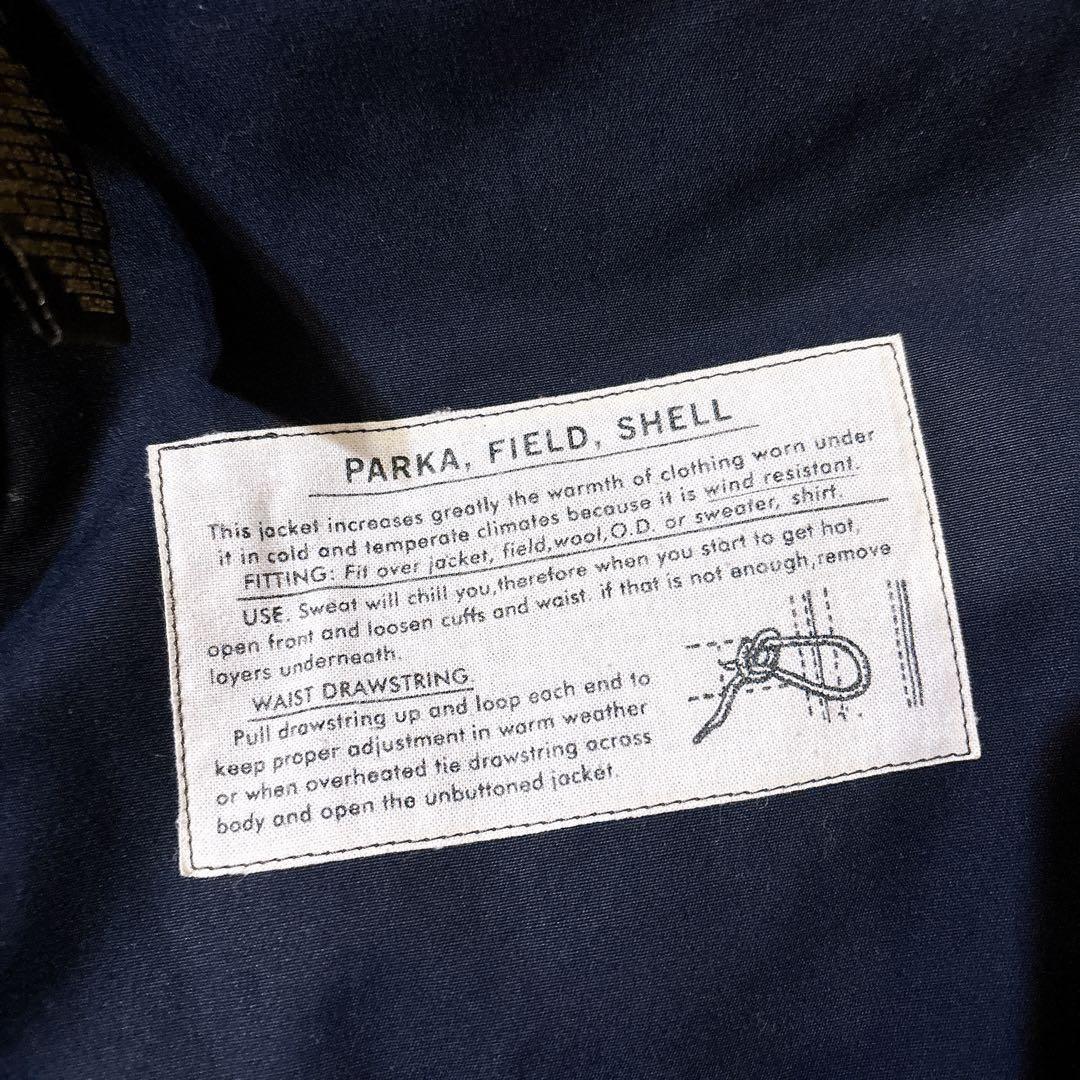 PARKA, FIELD, SHELL
This jacket increases greatly the warmth of clothing worn under
it in cold and temperate climates because it is wind resistant.
FITTING: Fit over jacket, field,wool,O.D. or sweater, shirt.
USE. Sweat will chill you,therefore when you start to get hot,
open front and loosen cuffs and waist. if that is not enough,remove
layers underneath.
WAIST DRAWSTRING
Pull drawstring up and loop each end to
keep proper adjustment in warm weather
or when overheated tie drawstring across
body and open the unbuttoned jacket.